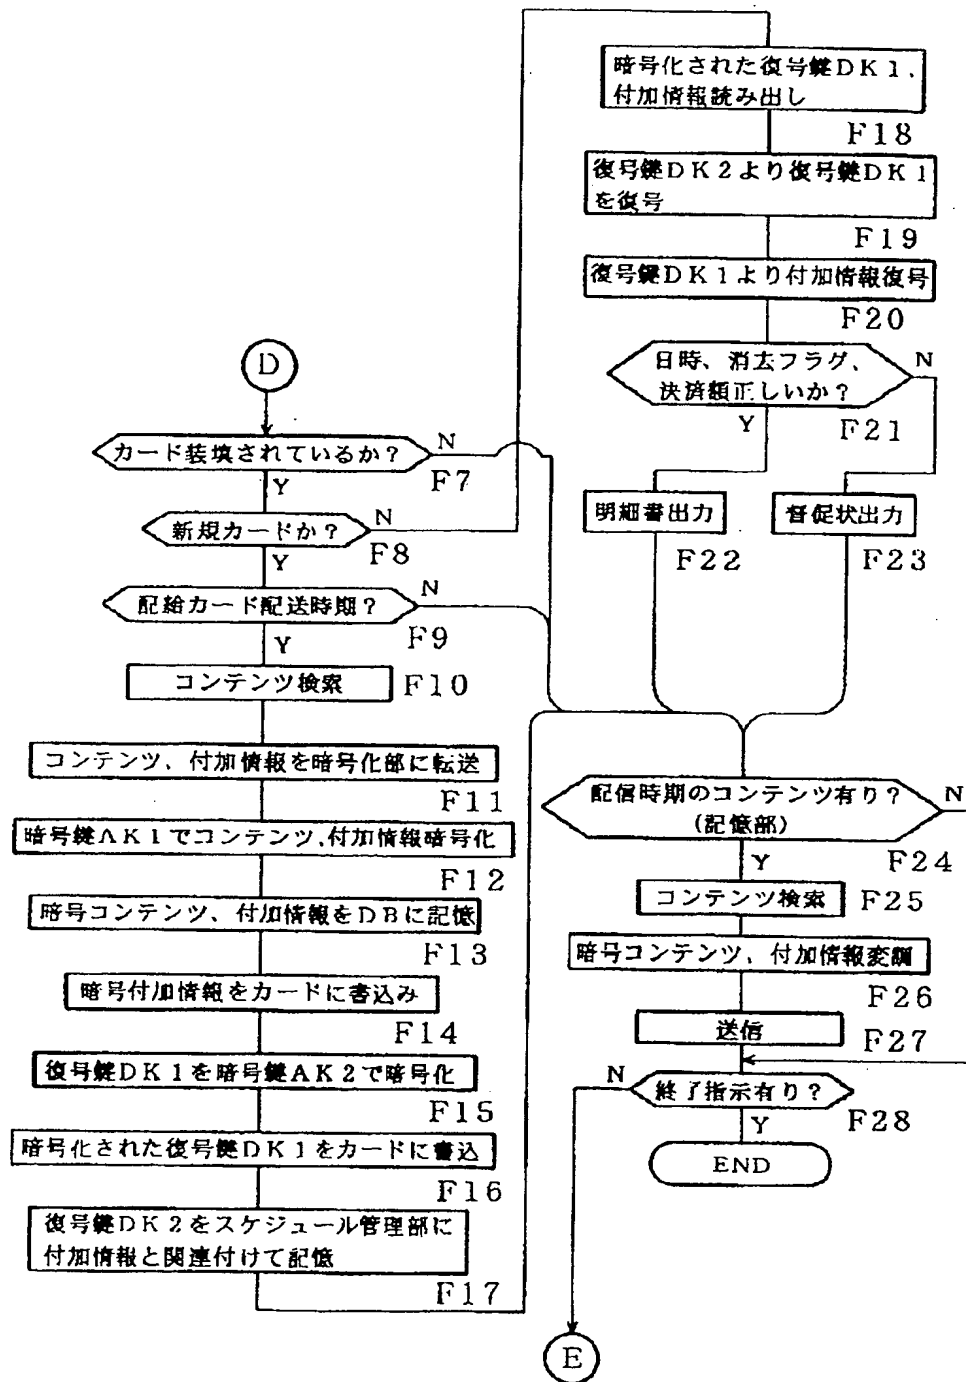 D
カード装填されているか？
N
F7
Y
新規カードか？
N
F8
Y
配給カード配送時期？
N
F9
Y
コンテンツ検索
F10
コンテンツ、付加情報を暗号化部に転送
F11
暗号鍵AK1でコンテンツ、付加情報暗号化
F12
暗号コンテンツ、付加情報をDBに記憶
F13
暗号付加情報をカードに書込み
F14
復号鍵DK1を暗号鍵AK2で暗号化
F15
暗号化された復号鍵DK1をカードに書込
F16
復号鍵DK2をスケジュール管理部に
付加情報と関連付けて記憶
F17
暗号化された復号鍵DK1、
付加情報読み出し
F18
復号鍵DK2より復号鍵DK1
を復号
F19
復号鍵DK1より付加情報復号
F20
日時、消去フラグ、
決済額正しいか？
N
Y
F21
明細書出力
F22
督促状出力
F23
配信時期のコンテンツ有り？
(記憶部)
N
F24
Y
コンテンツ検索
F25
暗号コンテンツ、付加情報変調
F26
送信
F27
N
終了指示有り？
F28
Y
END
E